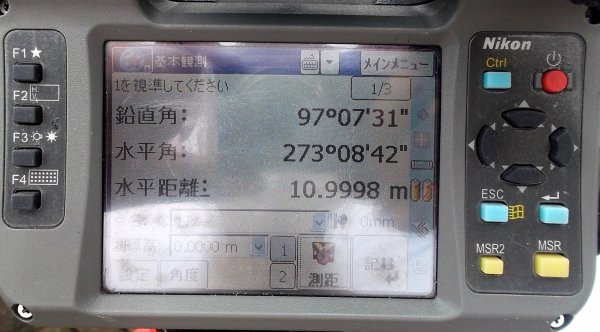 F1
F2
F3
F4
基本観測
メインメニュー
1を視準してください
1/3
鉛直角:
97°07'31"
水平角:
273°08'42"
水平距離:
10.9998 m
0mm
0.0000 m
1
2
設定
角度
測距
記録
Nikon
Ctrl
ESC
MSR2
MSR